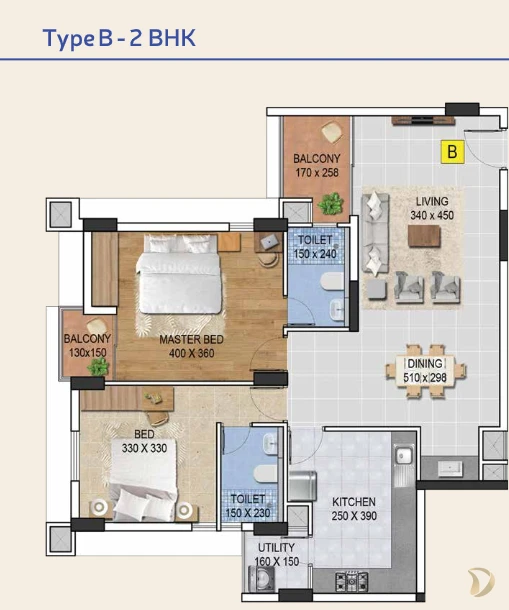 Type B - 2 BHK
B
BALCONY
170 x 258
LIVING
340 x 450
TOILET
150 x 240
MASTER BED
400 X 360
BALCONY
130x150
DINING
510 x 298
BED
330 X 330
TOILET
150 X 230
KITCHEN
250 X 390
UTILITY
160 X 150